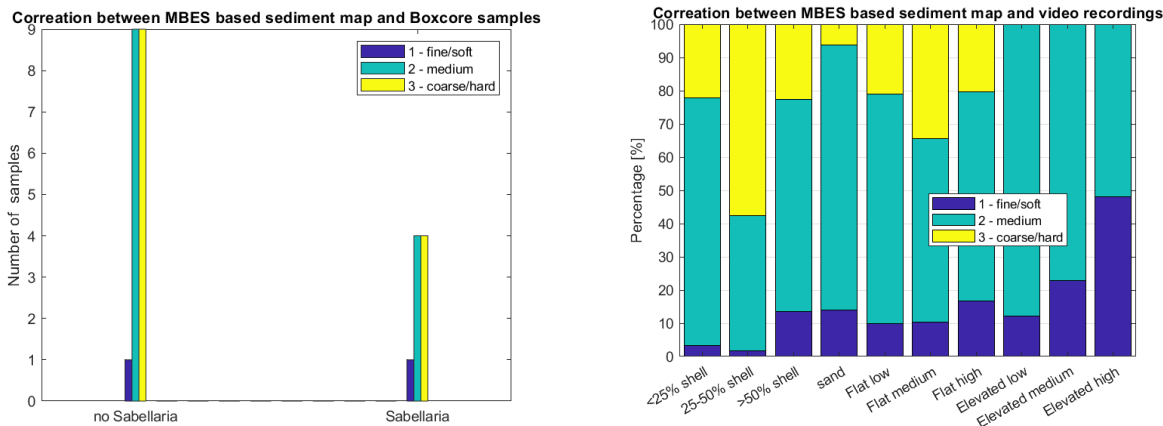 Correation between MBES based sediment map and Boxcore samples
9
8
7
6
5
4
3
2
1
0
Number of samples
1 - fine/soft
2 - medium
3 - coarse/hard
no Sabellaria
Sabellaria
Correation between MBES based sediment map and video recordings
100
90
80
70
60
50
40
30
20
10
0
Percentage [%]
1 - fine/soft
2 - medium
3 - coarse/hard
<25% shell
25-50% shell
>50% shell
sand
Flat low
Flat medium
Flat high
Elevated low
Elevated medium
Elevated high